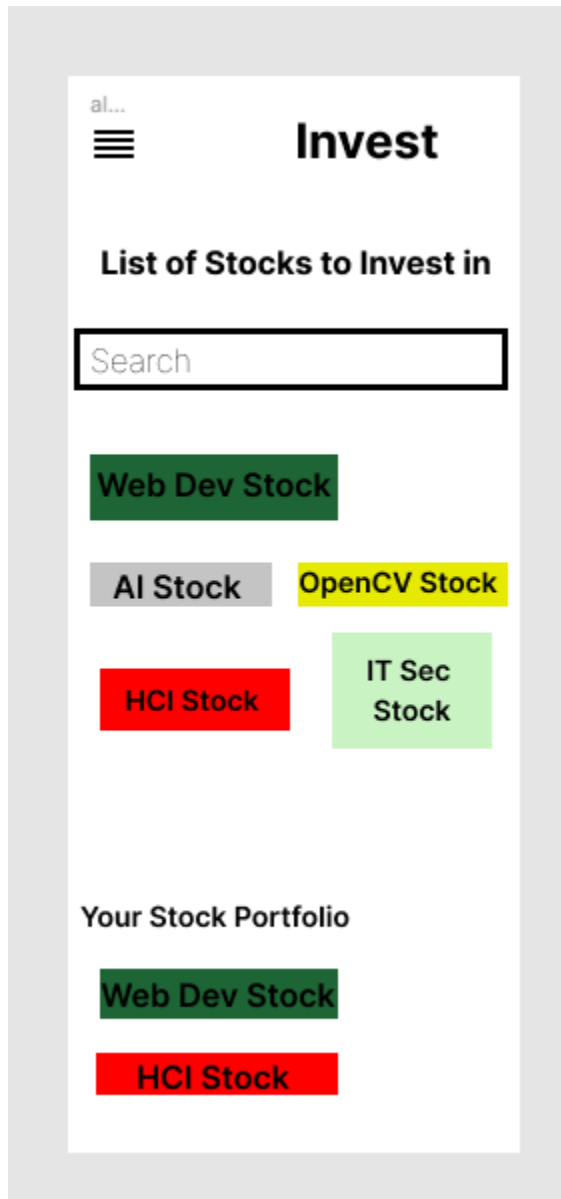 al...
Invest
List of Stocks to Invest in
Search
Web Dev Stock
AI Stock
OpenCV Stock
HCI Stock
IT Sec
Stock
Your Stock Portfolio
Web Dev Stock
HCI Stock